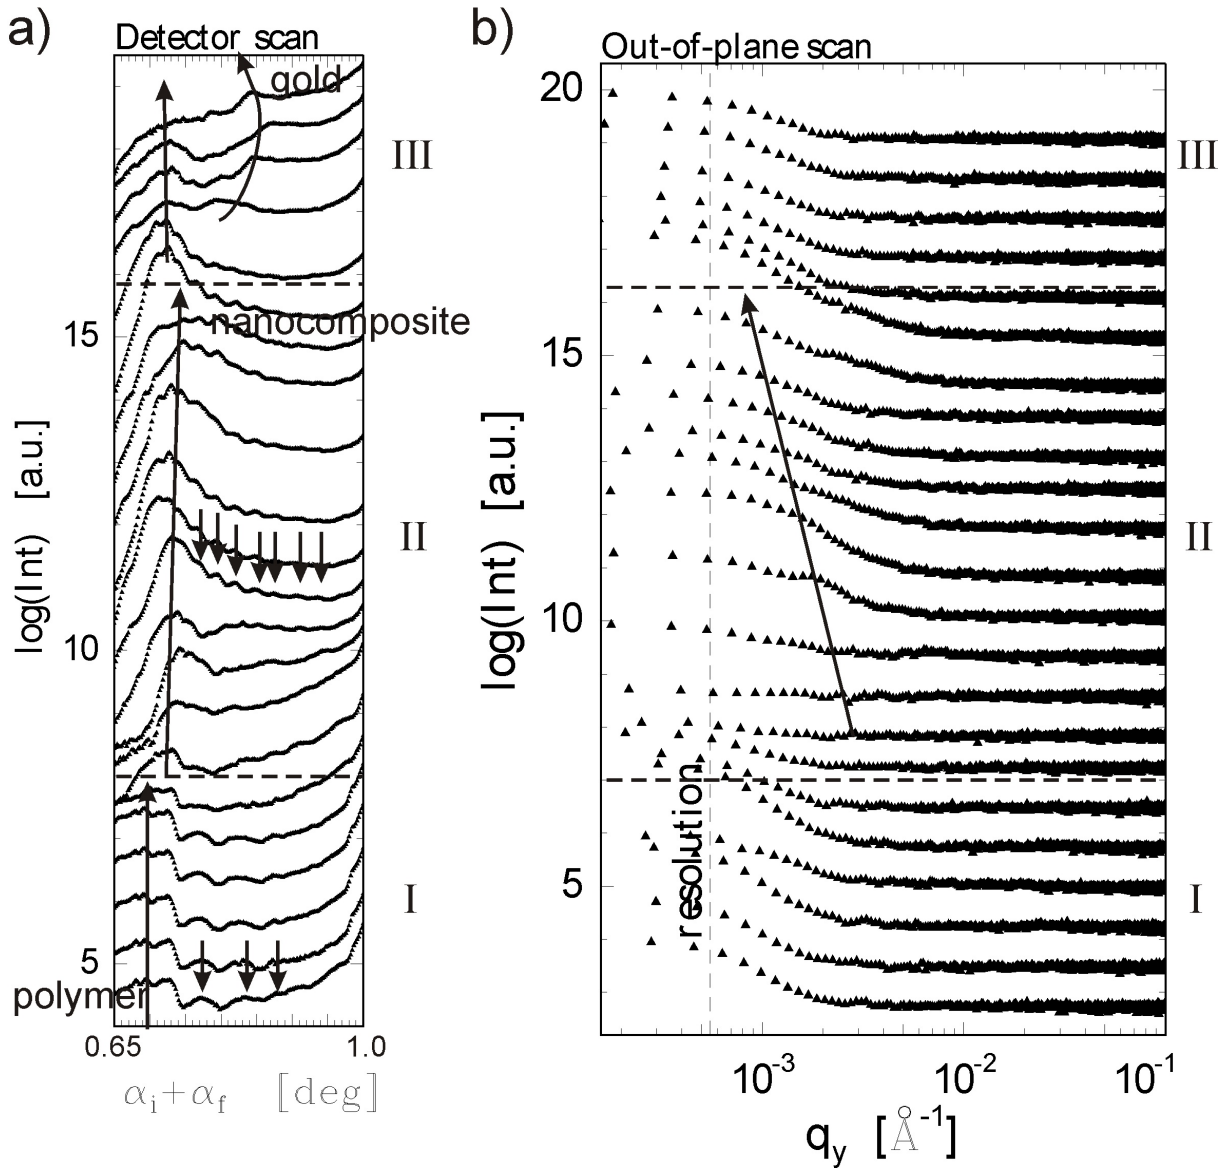 a)
Detector scan
gold
III
nanocomposite
15
log(Int) [a.u.]
II
10
I
5
polymer
0.65
1.0
αi+αf [deg]
b)
Out-of-plane scan
20
III
15
log(Int) [a.u.]
II
10
resolution
5
I
10-3
10-2
10-1
qy [Å-1]